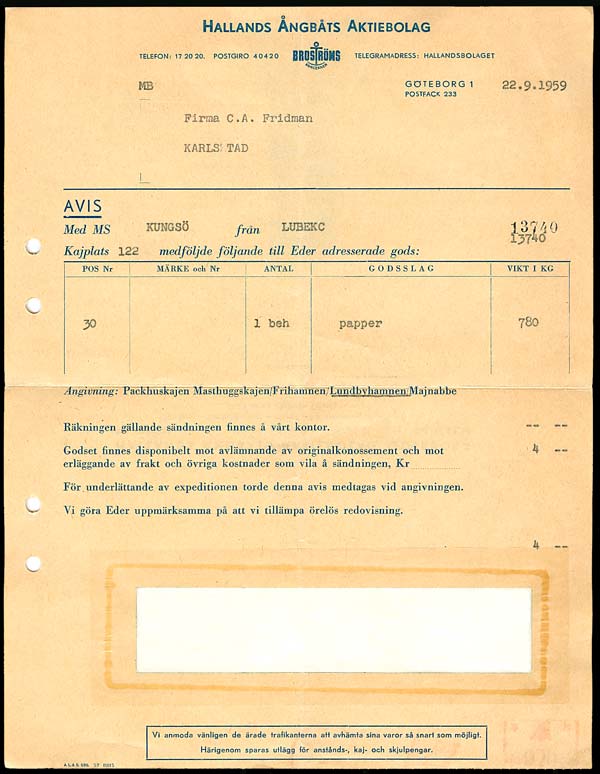 HALLANDS ÅNGBÅTS AKTIEBOLAG
TELEFON: 17 20 20. POSTGIRO 40420 BROSTRÖMS TELEGRAMADRESS: HALLANDSBOLAGET
MB GÖTEBORG 1 22.9.1959
POSTFACK 233
Firma C.A. Fridman
KARLSTAD
AVIS
Med MS KUNGSÖ från LUBEKC 13740
13740
Kajplats 122 medföljde följande till Eder adresserade gods:
POS Nr MÄRKE och Nr ANTAL GODSSLAG VIKT I KG
30 1 beh papper 780
Angivning: Packhuskajen Masthuggskajen/Frihamnen/Lundbyhamnen/Majnabbe
Räkningen gällande sändningen finnes å vårt kontor. -- --
Godset finnes disponibelt mot avlämnande av originalkonossement och mot 4 --
erläggande av frakt och övriga kostnader som vila å sändningen, Kr
För underlättande av expeditionen torde denna avis medtagas vid angivningen.
Vi göra Eder uppmärksamma på att vi tillämpa örelös redovisning.
4 --
Vi anmoda vänligen de ärade trafikanterna att avhämta sina varor så snart som möjligt.
Härigenom sparas utlägg för anstånds-, kaj- och skjulpengar.